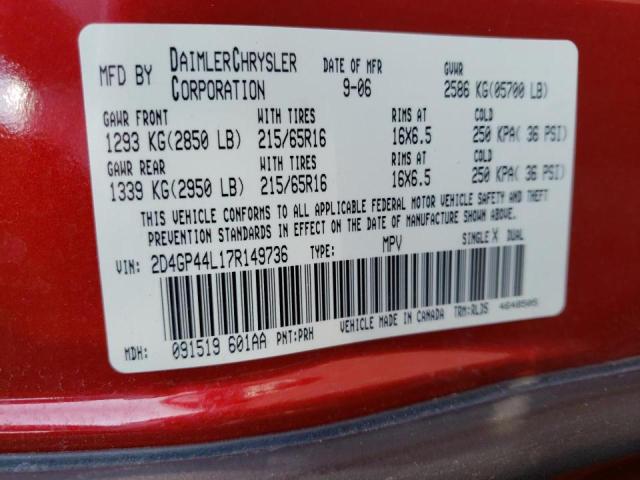 MFD BY DAIMLERCHRYSLER CORPORATION DATE OF MFR 9-06 GVWR 2586 KG(05700 LB)
GAWR FRONT WITH TIRES RIMS AT COLD
1293 KG(2850 LB) 215/65R16 16X6.5 250 KPA( 36 PSI)
GAWR REAR WITH TIRES RIMS AT COLD
1339 KG(2950 LB) 215/65R16 16X6.5 250 KPA( 36 PSI)
THIS VEHICLE CONFORMS TO ALL APPLICABLE FEDERAL MOTOR VEHICLE SAFETY AND THEFT
PREVENTION STANDARDS IN EFFECT ON THE DATE OF MANUFACTURE SHOWN ABOVE.
VIN: 2D4GP44L17R149736 TYPE: MPV SINGLE X DUAL
VEHICLE MADE IN CANADA TRM:RLJ5 4648505
MDH: 091519 601AA PNT:PRH